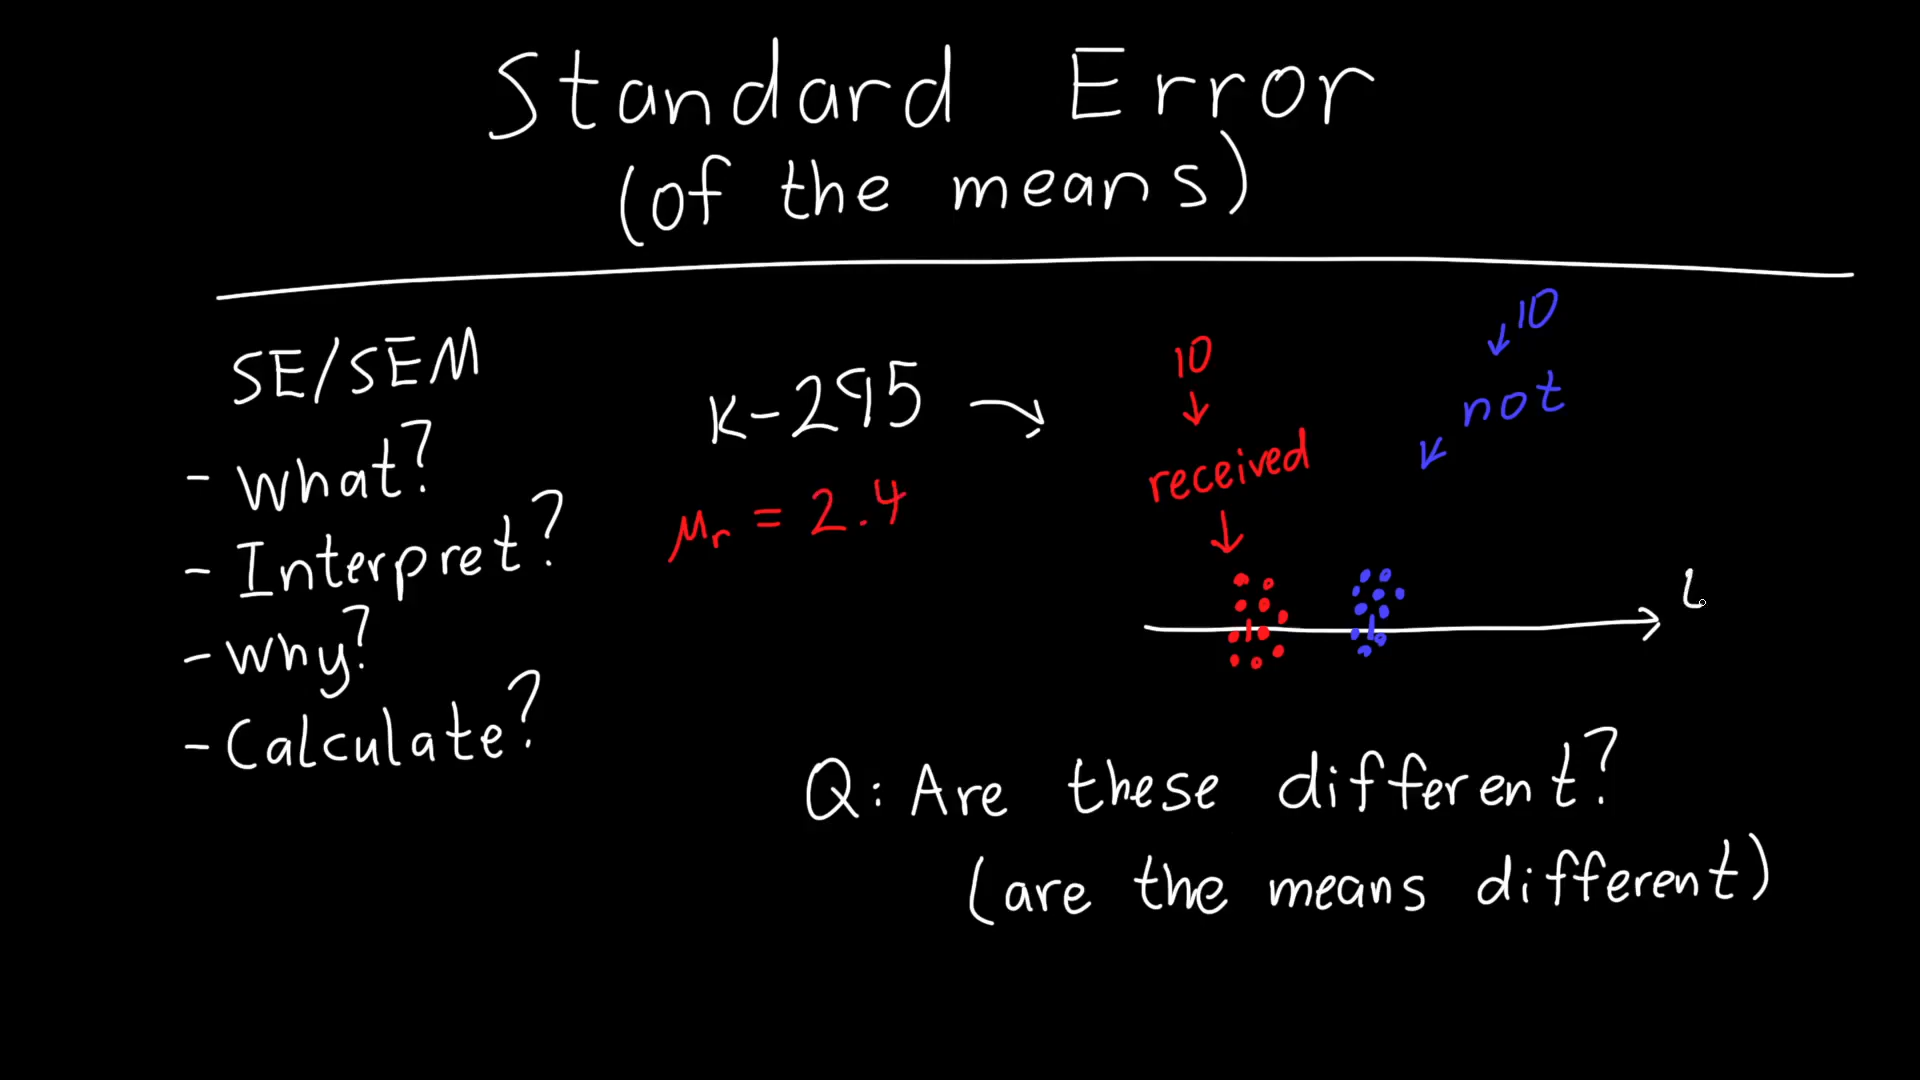 Standard Error
(of the means)
SE/SEM
- What?
- Interpret?
- Why?
- Calculate?
K-295
μr = 2.4
10
received
10
not
Q: Are these different?
(are the means different)